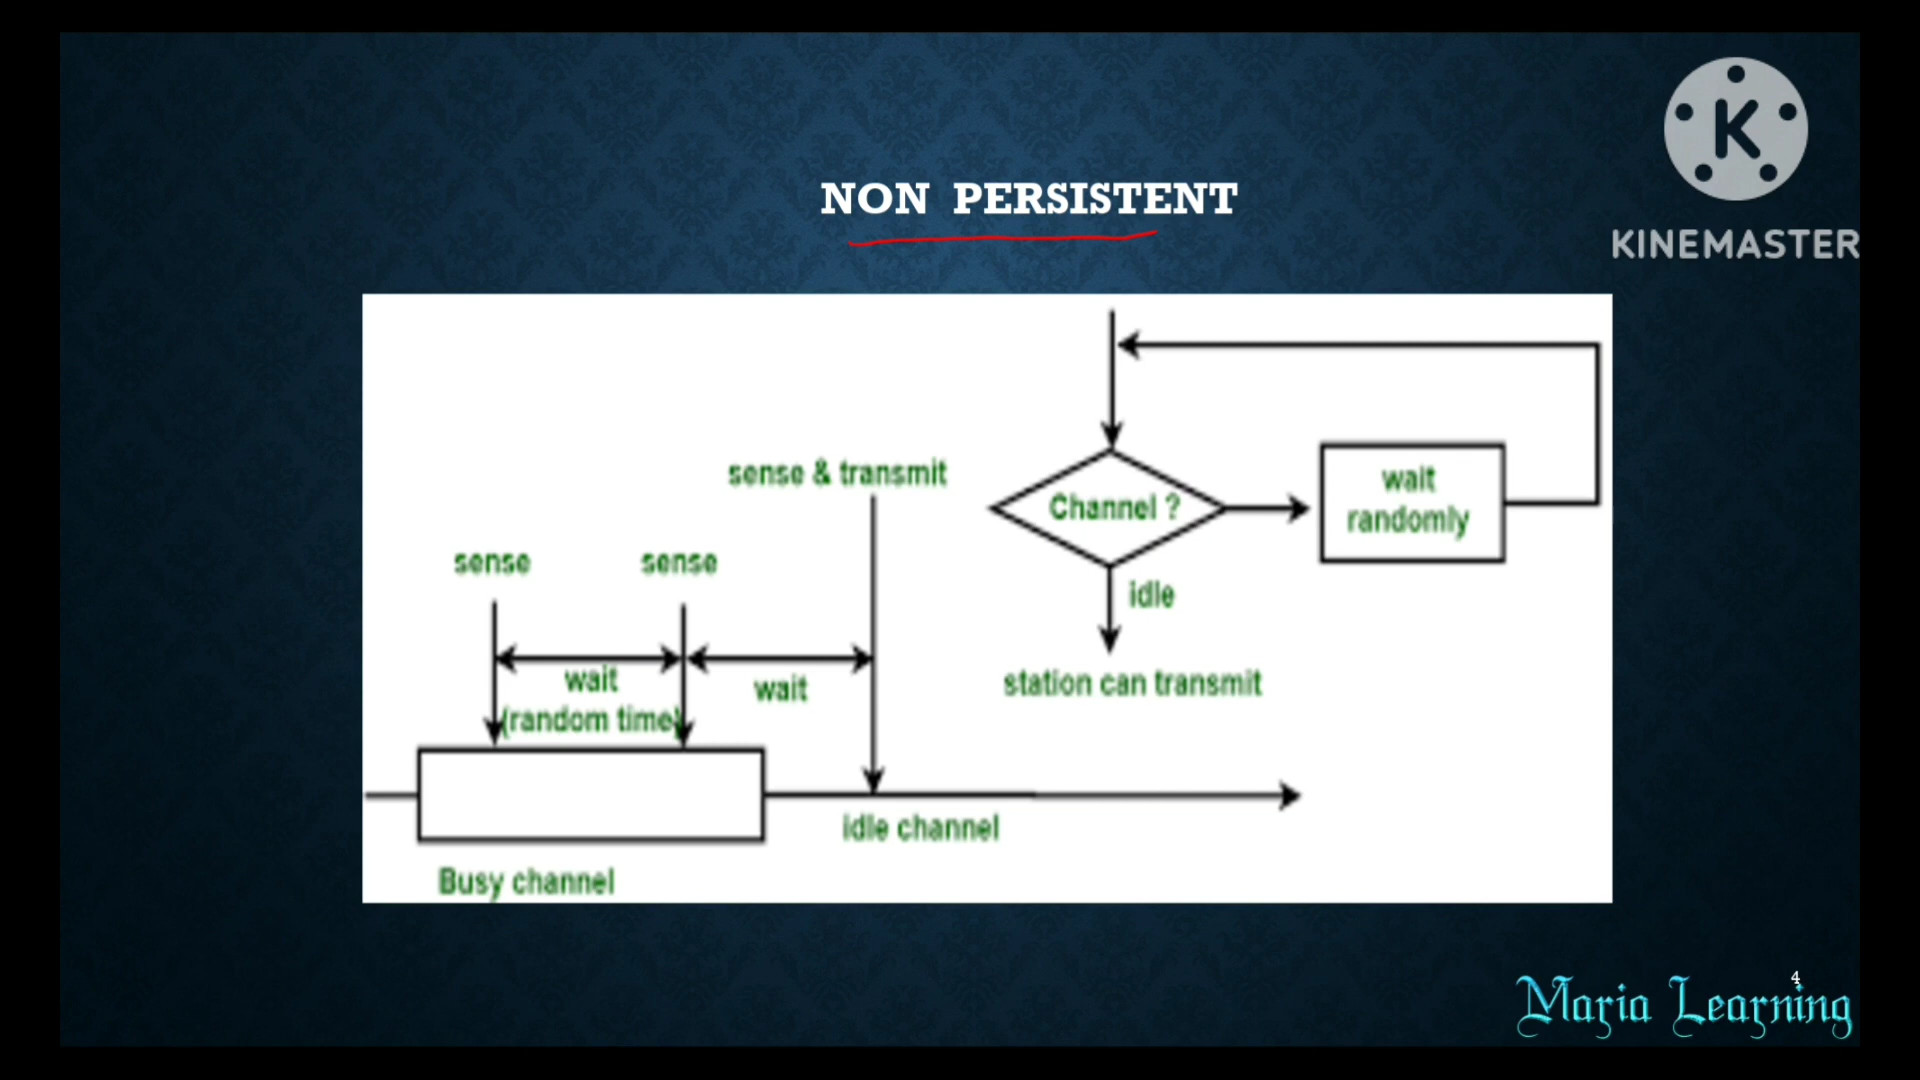 K
KINEMASTER
NON PERSISTENT
sense & transmit
sense
sense
wait
(random time)
wait
Busy channel
idle channel
Channel ?
wait
randomly
idle
station can transmit
4
Maria Learning